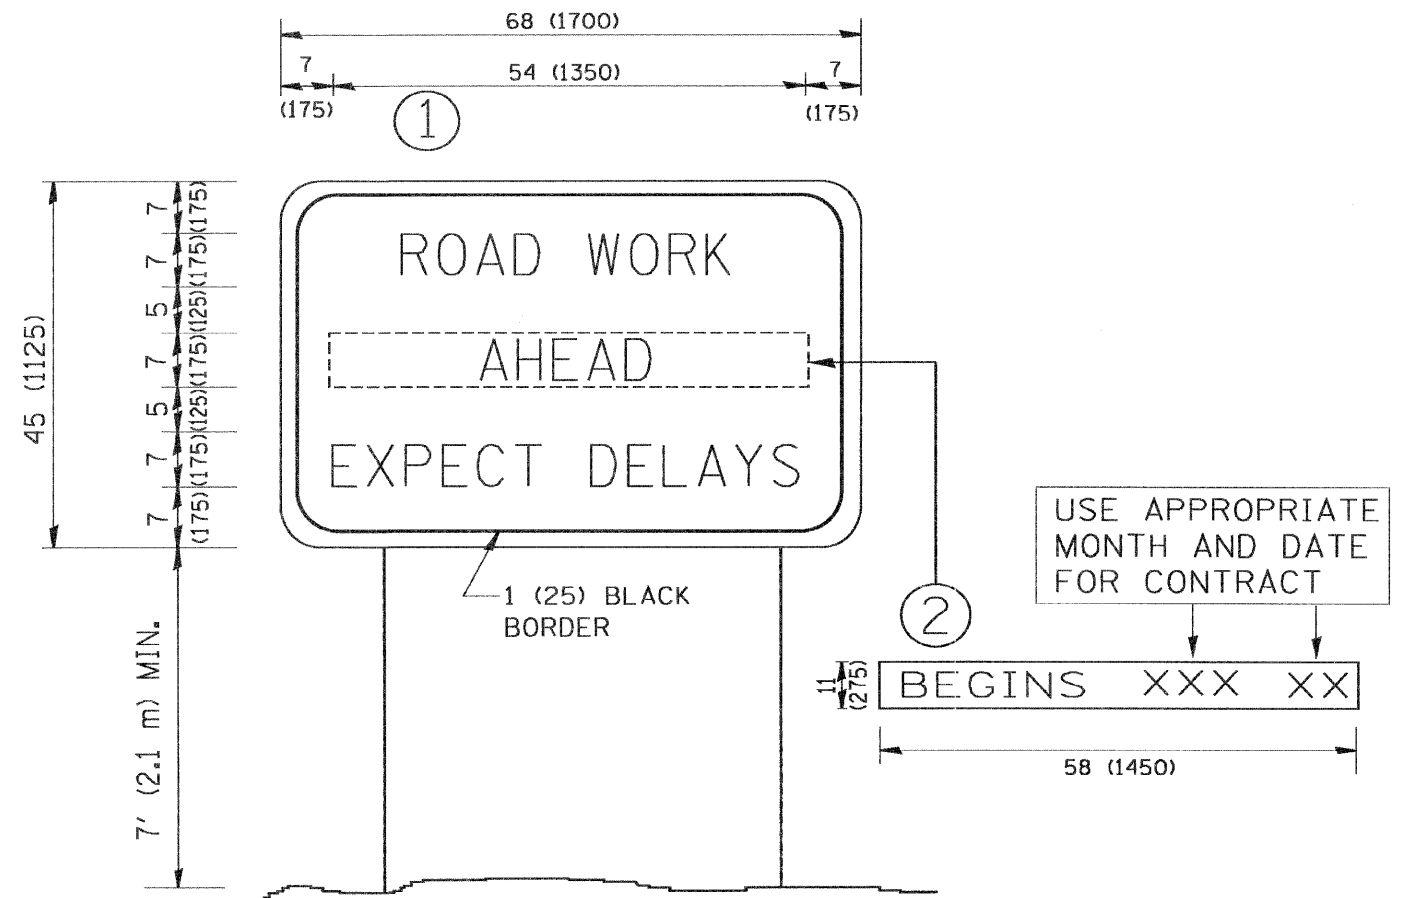 68 (1700)
7
54 (1350)
7
(175)
(175)
1
ROAD WORK
AHEAD
EXPECT DELAYS
45 (1125)
7 (175)
7 (175)
5 (125)
7 (175)
5 (125)
7 (175)
7 (175)
7' (2.1 m) MIN.
1 (25) BLACK
BORDER
USE APPROPRIATE
MONTH AND DATE
FOR CONTRACT
2
11
(275)
BEGINS XXX XX
58 (1450)